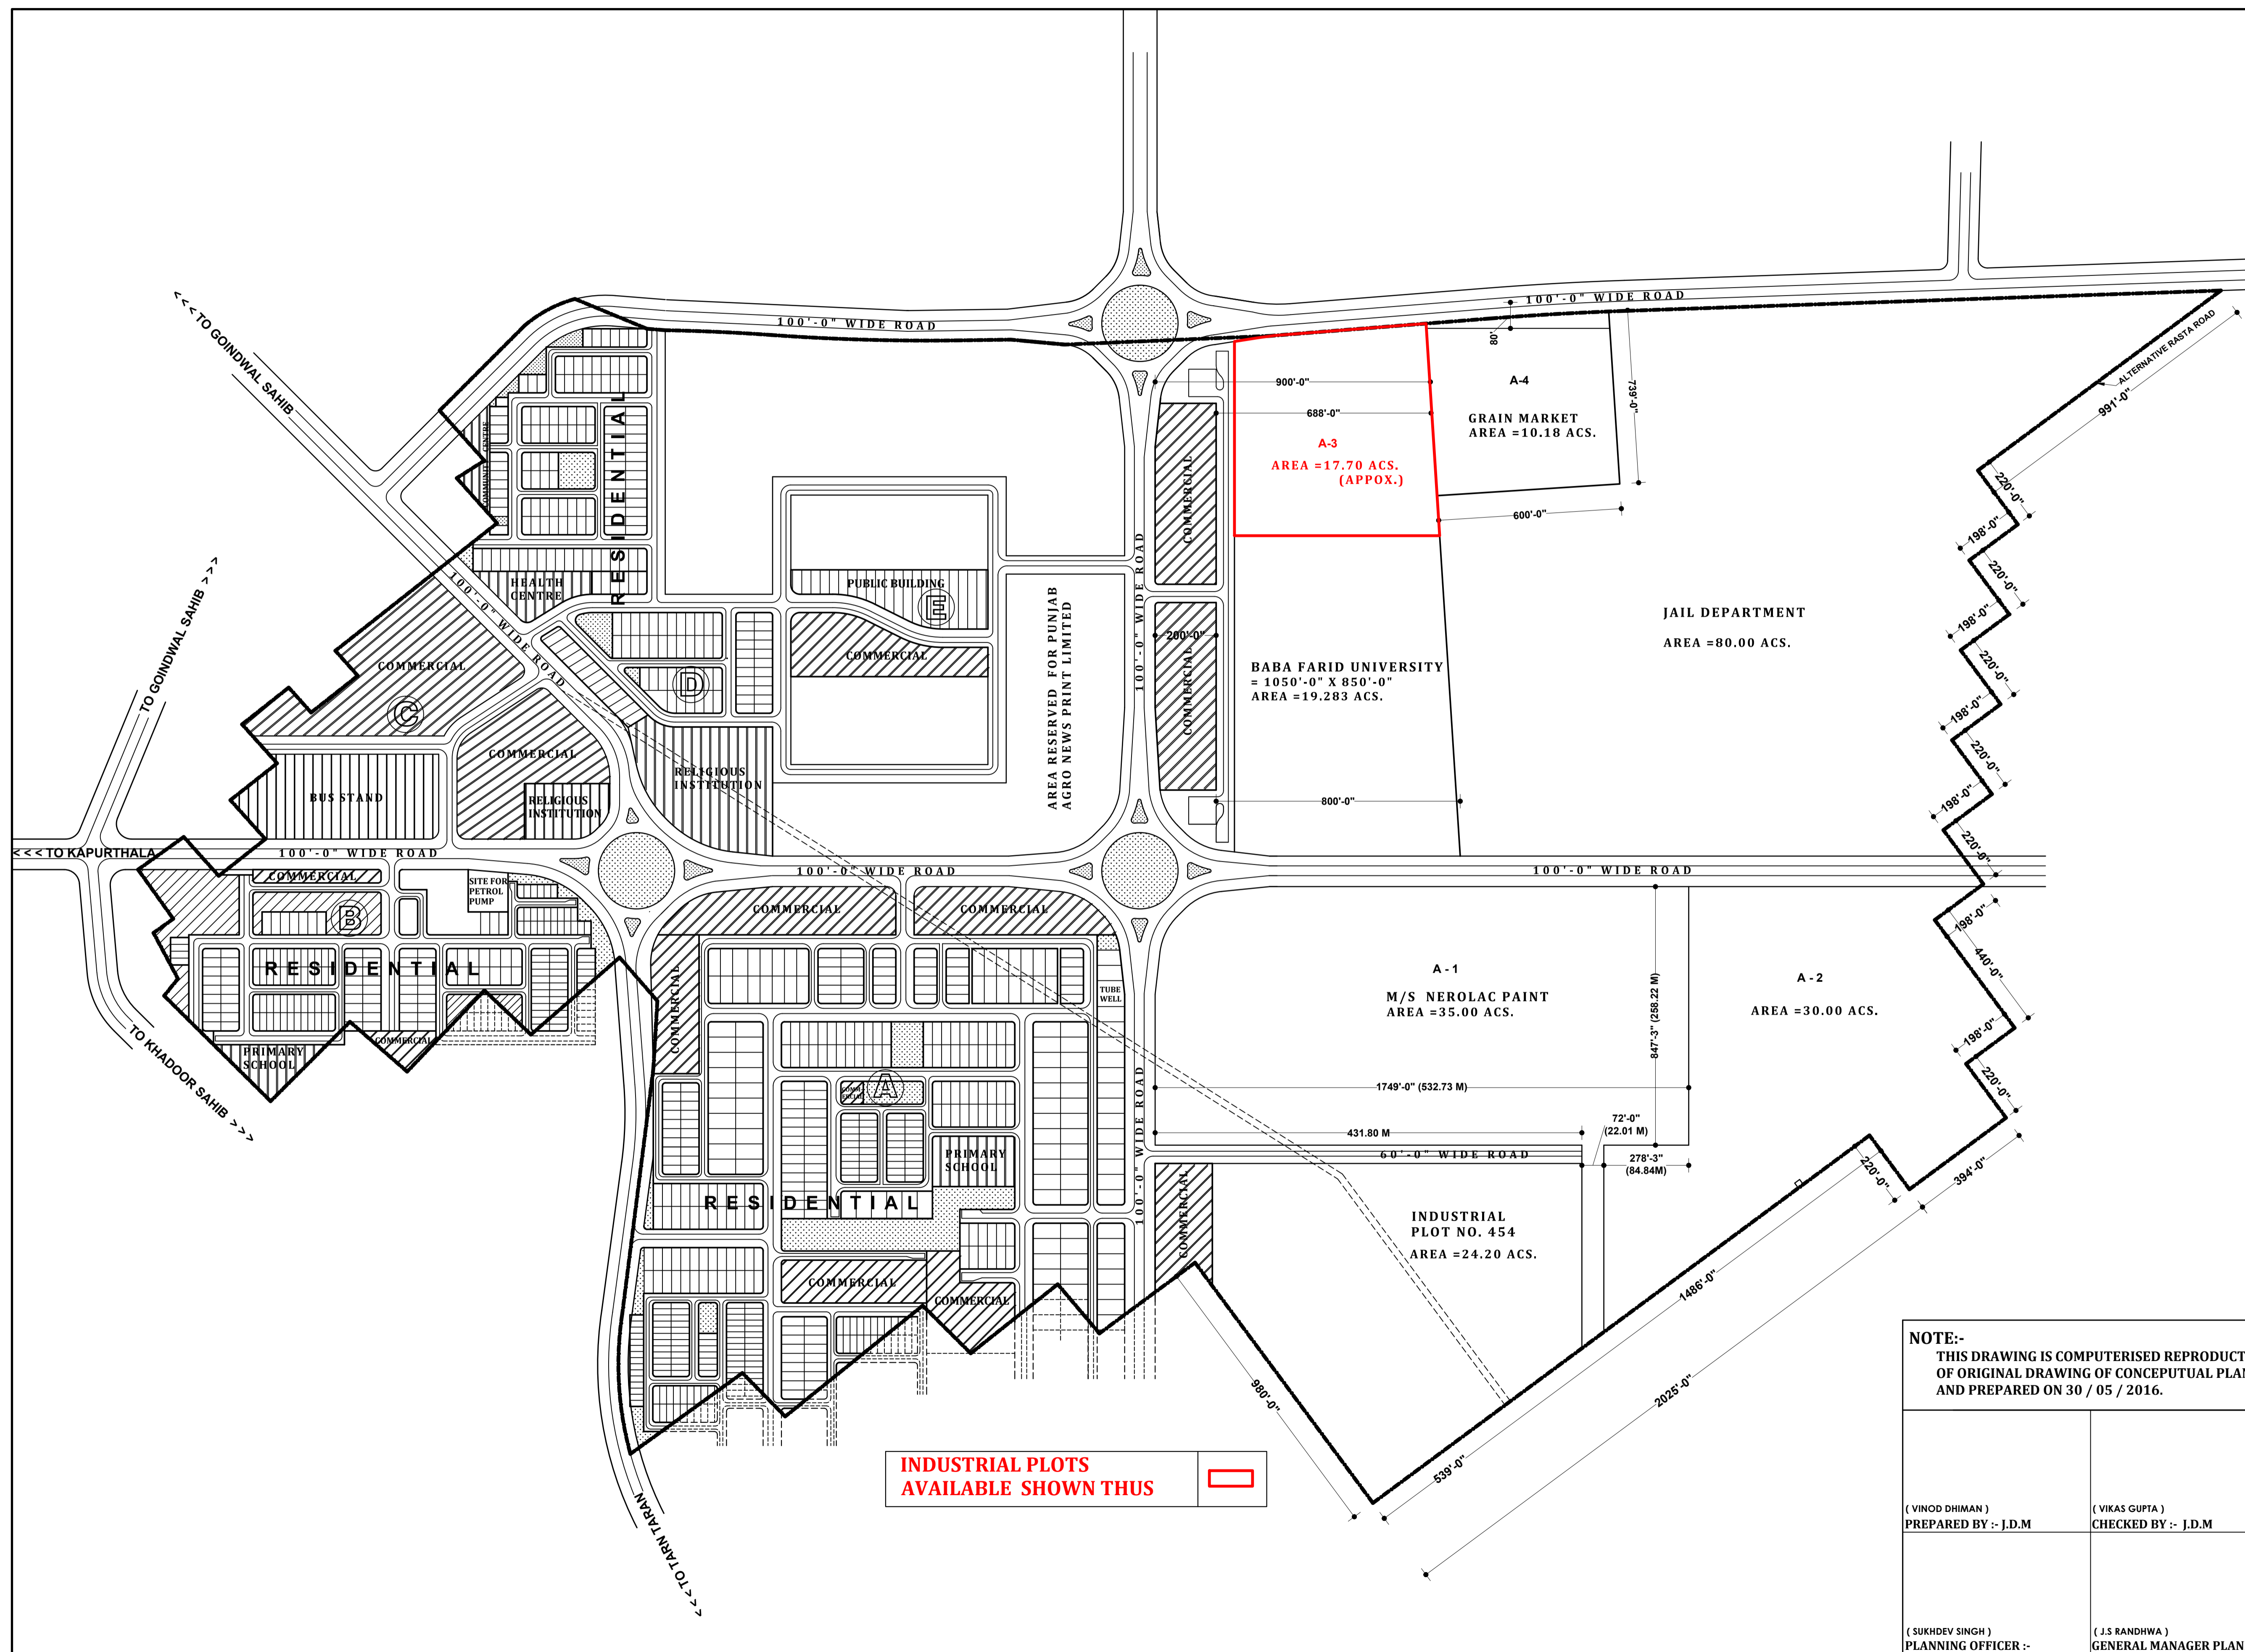 < < < TO GOINDWAL SAHIB
TO GOINDWAL SAHIB > > >
< < < TO KAPURTHALA
TO KHADOOR SAHIB > > >
< < < TO TARN TARAN
100'-0" WIDE ROAD
100'-0" WIDE ROAD
ALTERNATIVE RASTA ROAD
991'-0"
COMMUNITY CENTRE
RESIDENTIAL
HEALTH
CENTRE
100'-0" WIDE ROAD
COMMERCIAL
C
COMMERCIAL
BUS STAND
RELIGIOUS
INSTITUTION
RELIGIOUS
INSTITUTION
D
PUBLIC BUILDING
E
COMMERCIAL
AREA RESERVED FOR PUNJAB
AGRO NEWS PRINT LIMITED
100'-0" WIDE ROAD
COMMERCIAL
COMMERCIAL
200'-0"
900'-0"
688'-0"
A-3
AREA =17.70 ACS.
(APPOX.)
80'
A-4
GRAIN MARKET
AREA =10.18 ACS.
739'-0"
600'-0"
JAIL DEPARTMENT
AREA =80.00 ACS.
BABA FARID UNIVERSITY
= 1050'-0" X 850'-0"
AREA =19.283 ACS.
800'-0"
220'-0"
198'-0"
220'-0"
198'-0"
220'-0"
198'-0"
220'-0"
198'-0"
220'-0"
198'-0"
440'-0"
198'-0"
220'-0"
394'-0"
220'-0"
100'-0" WIDE ROAD
100'-0" WIDE ROAD
100'-0" WIDE ROAD
COMMERCIAL
B
SITE FOR
PETROL
PUMP
RESIDENTIAL
PRIMARY
SCHOOL
COMMERCIAL
COMMERCIAL
COMMERCIAL
COMMERCIAL
TUBE
WELL
A
PRIMARY
SCHOOL
RESIDENTIAL
COMMERCIAL
COMMERCIAL
100'-0" WIDE ROAD
COMMERCIAL
A - 1
M/S NEROLAC PAINT
AREA =35.00 ACS.
847'-3" (258.22 M)
1749'-0" (532.73 M)
431.80 M
72'-0"
(22.01 M)
60'-0" WIDE ROAD
278'-3"
(84.84M)
A - 2
AREA =30.00 ACS.
INDUSTRIAL
PLOT NO. 454
AREA =24.20 ACS.
1486'-0"
2025'-0"
539'-0"
980'-0"
INDUSTRIAL PLOTS
AVAILABLE SHOWN THUS
NOTE:-
THIS DRAWING IS COMPUTERISED REPRODUCT
OF ORIGINAL DRAWING OF CONCEPUTUAL PLAN
AND PREPARED ON 30 / 05 / 2016.
( VINOD DHIMAN )
PREPARED BY :- J.D.M
( VIKAS GUPTA )
CHECKED BY :- J.D.M
( SUKHDEV SINGH )
PLANNING OFFICER :-
( J.S RANDHWA )
GENERAL MANAGER PLAN